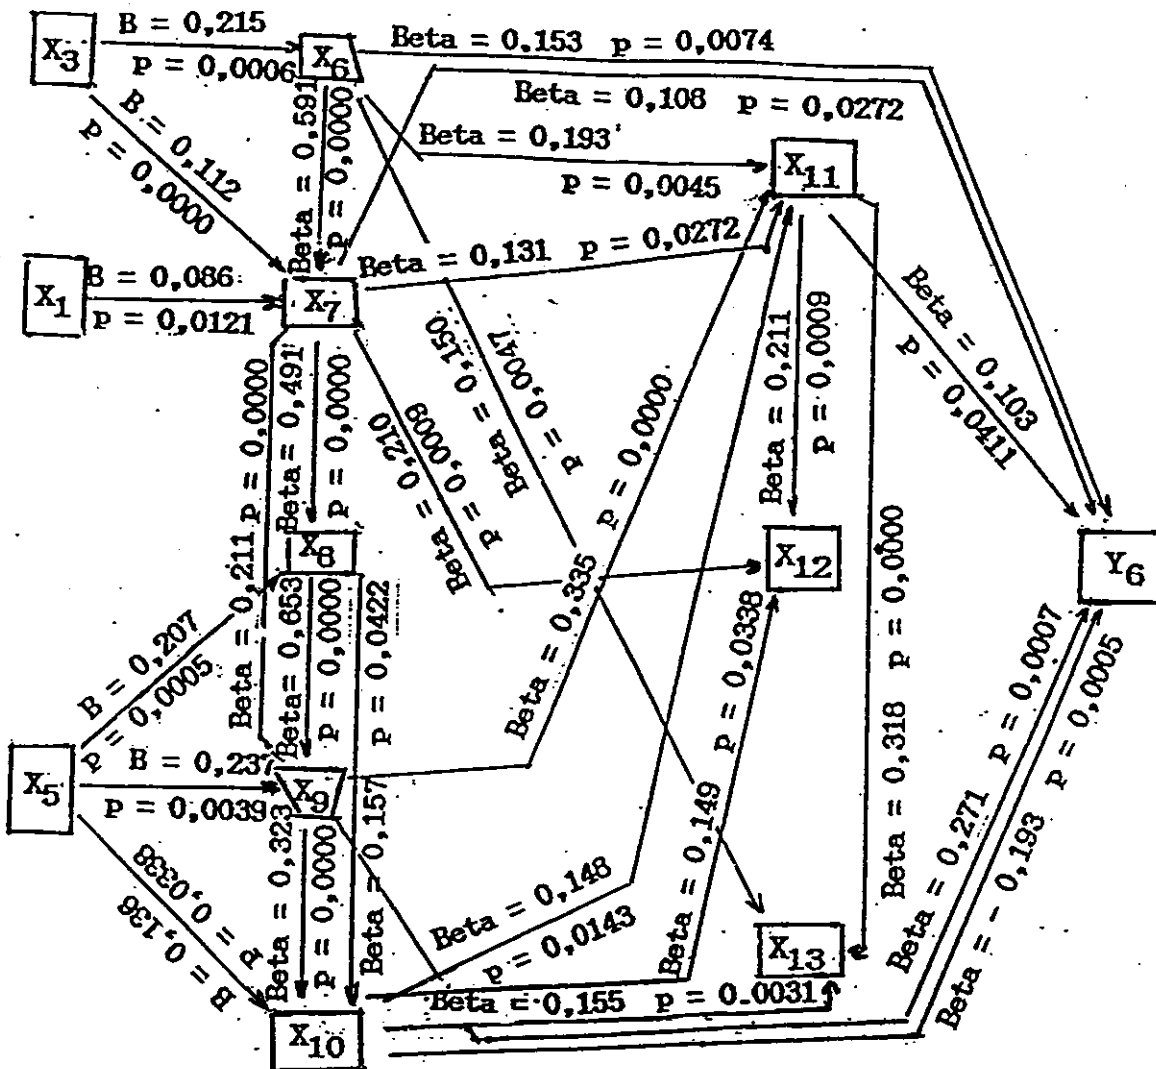 X3
B = 0,215
p = 0,0006
X6
Beta = 0.153 p = 0,0074
Beta = 0,108 p = 0,0272
B = 0,112
p = 0,0000
Beta = 0,591
p = 0,0000
Beta = 0,193
p = 0,0045
X11
X1
B = 0,086
p = 0,0121
X7
Beta = 0,131 p = 0,0272
Beta = 0,211 p = 0,0000
Beta = 0,491
p = 0,0000
Beta = 0,210
p = 0,0009
Beta = 0,150
p = 0,0047
Beta = 0,335 p = 0,0000
Beta = 0,211
p = 0,0009
Beta = 0,103
p = 0,0411
X8
X12
Y6
B = 0,207
p = 0,0005
Beta = 0,653
p = 0,0000
Beta = 0,157 p = 0,0422
Beta = 0,149 p = 0,0338
Beta = 0,318 p = 0,0000
Beta = 0,271 p = 0,0007
Beta = - 0,193 p = 0,0005
X5
B = 0,237
p = 0,0039
X9
B = 0,136
p = 0,0338
Beta = 0,323
p = 0,0000
Beta = 0,148
p = 0,0143
X13
Beta = 0,155 p = 0.0031
X10